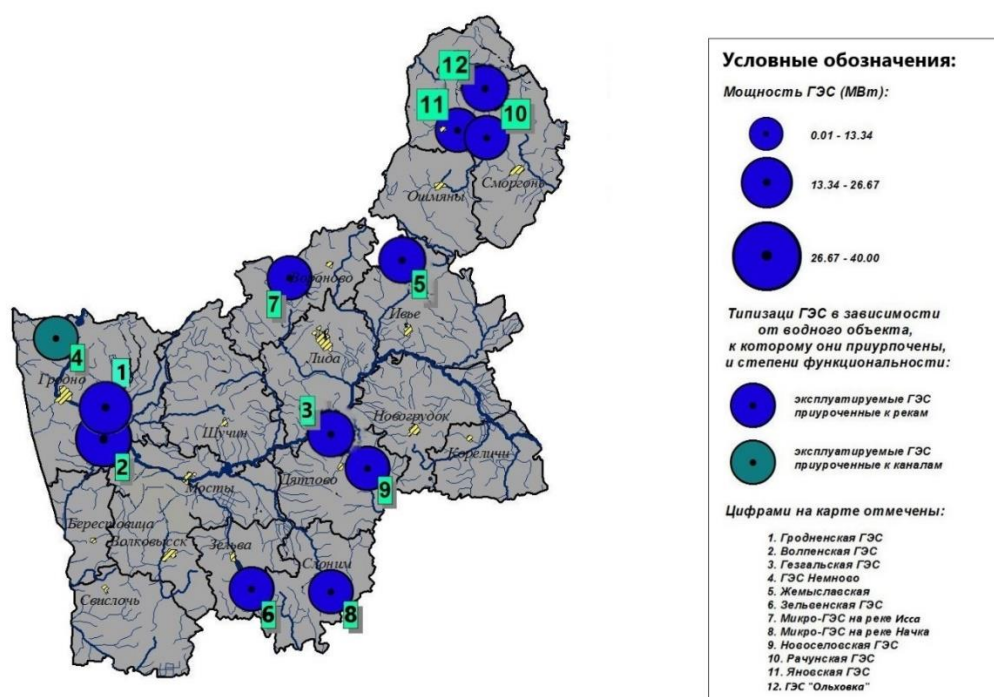 12
11
10
Ошмяны
Сморгонь
Вораново
7
5
Ивье
Лида
4
Гродно
1
3
Щучин
Новогрудок
Кореличи
2
Мосты
Дятлово
9
Берестовица
Волковысск
Зельва
Слоним
Свислочь
6
8
Условные обозначения:
Мощность ГЭС (МВт):
0.01 - 13.34
13.34 - 26.67
26.67 - 40.00
Типизаци ГЭС в зависимости
от водного объекта,
к которому они приурпочены,
и степени функциональности:
эксплуатируемые ГЭС
приуроченные к рекам
эксплуатируемые ГЭС
приуроченные к каналам
Цифрами на карте отмечены:
1. Гродненская ГЭС
2. Волпенская ГЭС
3. Гезгальская ГЭС
4. ГЭС Немново
5. Жемыславская
6. Зельвенская ГЭС
7. Микро-ГЭС на реке Исса
8. Микро-ГЭС на реке Начка
9. Новоселовская ГЭС
10. Рачунская ГЭС
11. Яновская ГЭС
12. ГЭС "Ольховка"